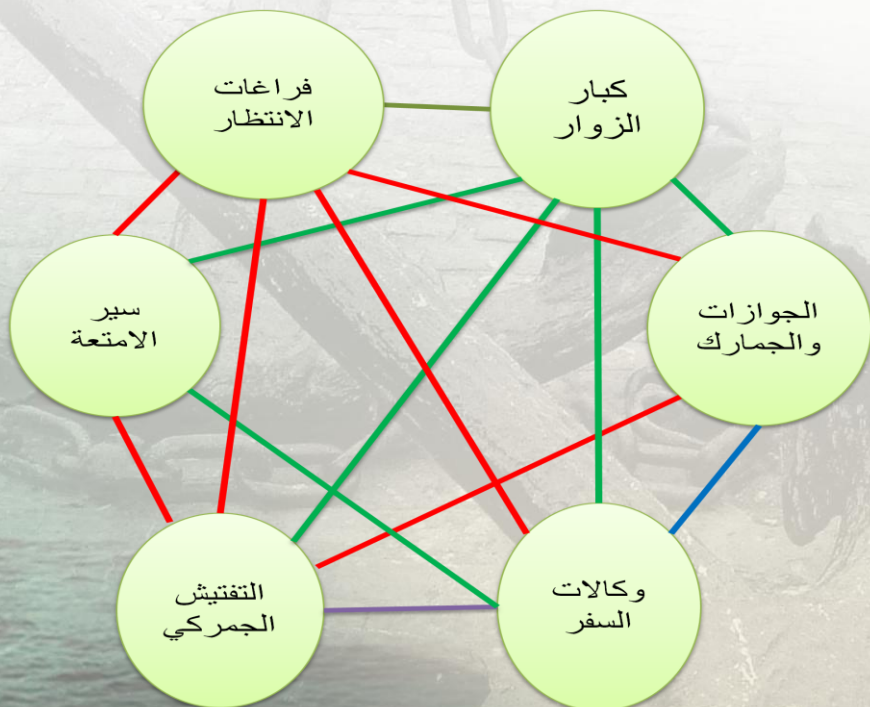 فراغات
الانتظار
كبار
الزوار
سير
الامتعة
الجوازات
والجمارك
التفتيش
الجمركي
وكالات
السفر